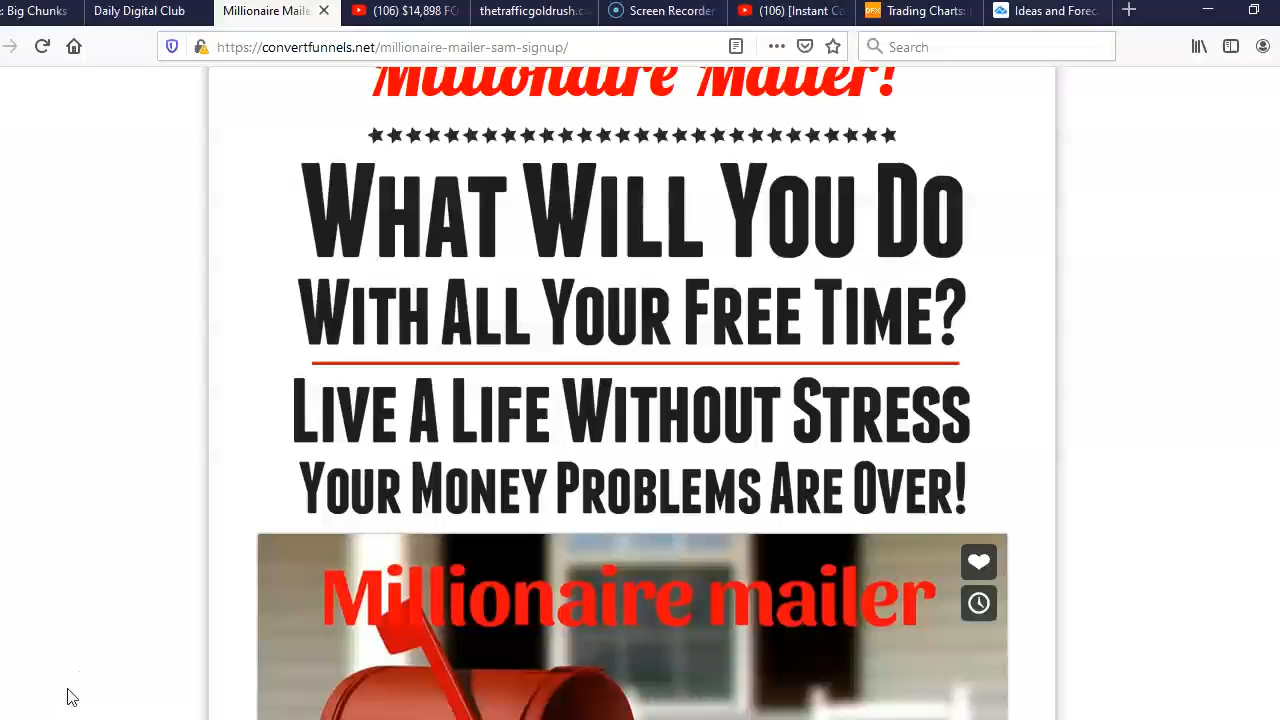 : Big Chunks
Daily Digital Club
Millionaire Maile
(106) $14,898 FO
thetrafficgoldrush.c
Screen Recorder
(106) [Instant Ca
Trading Charts:
Ideas and Forec
https://convertfunnels.net/millionaire-mailer-sam-signup/
Search
Millionaire Mailer!
What Will You Do
With All Your Free Time?
Live A Life Without Stress
Your Money Problems Are Over!
Millionaire mailer